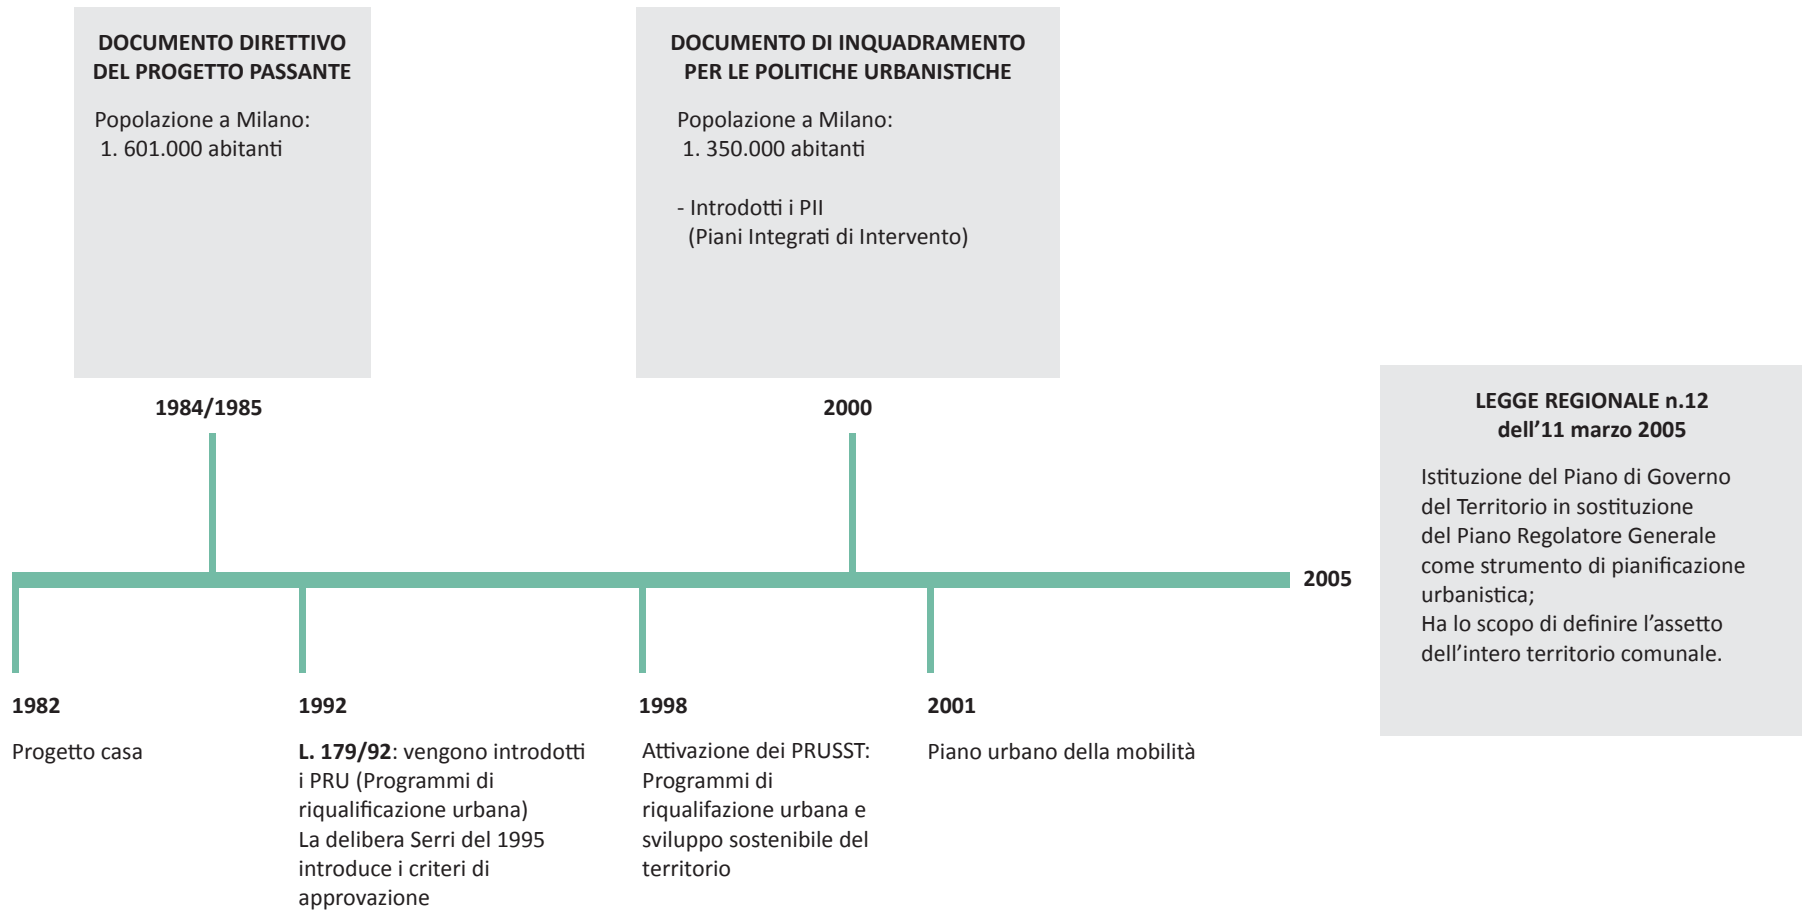 DOCUMENTO DIRETTIVO
DEL PROGETTO PASSANTE
Popolazione a Milano:
1. 601.000 abitanti
DOCUMENTO DI INQUADRAMENTO
PER LE POLITICHE URBANISTICHE
Popolazione a Milano:
1. 350.000 abitanti
- Introdotti i PII
(Piani Integrati di Intervento)
1984/1985
2000
LEGGE REGIONALE n.12
dell’11 marzo 2005
Istituzione del Piano di Governo
del Territorio in sostituzione
del Piano Regolatore Generale
come strumento di pianificazione
urbanistica;
Ha lo scopo di definire l’assetto
dell’intero territorio comunale.
2005
1982
Progetto casa
1992
L. 179/92: vengono introdotti
i PRU (Programmi di
riqualificazione urbana)
La delibera Serri del 1995
introduce i criteri di
approvazione
1998
Attivazione dei PRUSST:
Programmi di
riqualifazione urbana e
sviluppo sostenibile del
territorio
2001
Piano urbano della mobilità